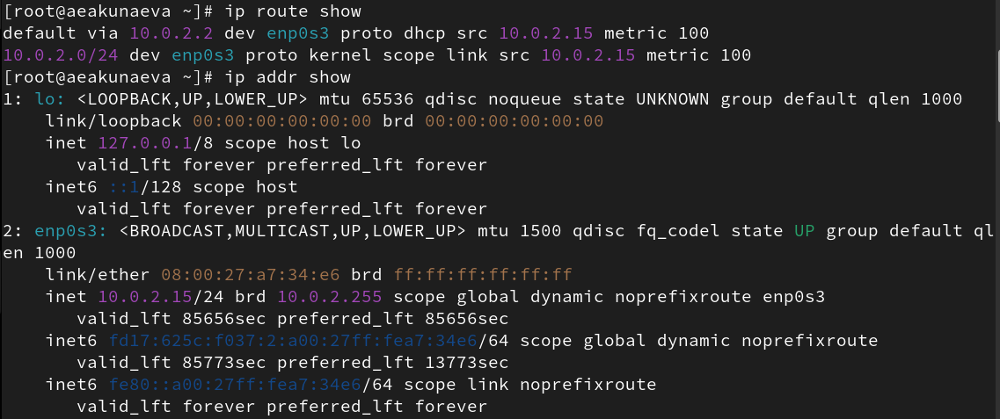 [root@aeakunaeva ~]# ip route show
default via 10.0.2.2 dev enp0s3 proto dhcp src 10.0.2.15 metric 100
10.0.2.0/24 dev enp0s3 proto kernel scope link src 10.0.2.15 metric 100
[root@aeakunaeva ~]# ip addr show
1: lo: <LOOPBACK,UP,LOWER_UP> mtu 65536 qdisc noqueue state UNKNOWN group default qlen 1000
    link/loopback 00:00:00:00:00:00 brd 00:00:00:00:00:00
    inet 127.0.0.1/8 scope host lo
       valid_lft forever preferred_lft forever
    inet6 ::1/128 scope host
       valid_lft forever preferred_lft forever
2: enp0s3: <BROADCAST,MULTICAST,UP,LOWER_UP> mtu 1500 qdisc fq_codel state UP group default ql
en 1000
    link/ether 08:00:27:a7:34:e6 brd ff:ff:ff:ff:ff:ff
    inet 10.0.2.15/24 brd 10.0.2.255 scope global dynamic noprefixroute enp0s3
       valid_lft 85656sec preferred_lft 85656sec
    inet6 fd17:625c:f037:2:a00:27ff:fea7:34e6/64 scope global dynamic noprefixroute
       valid_lft 85773sec preferred_lft 13773sec
    inet6 fe80::a00:27ff:fea7:34e6/64 scope link noprefixroute
       valid_lft forever preferred_lft forever